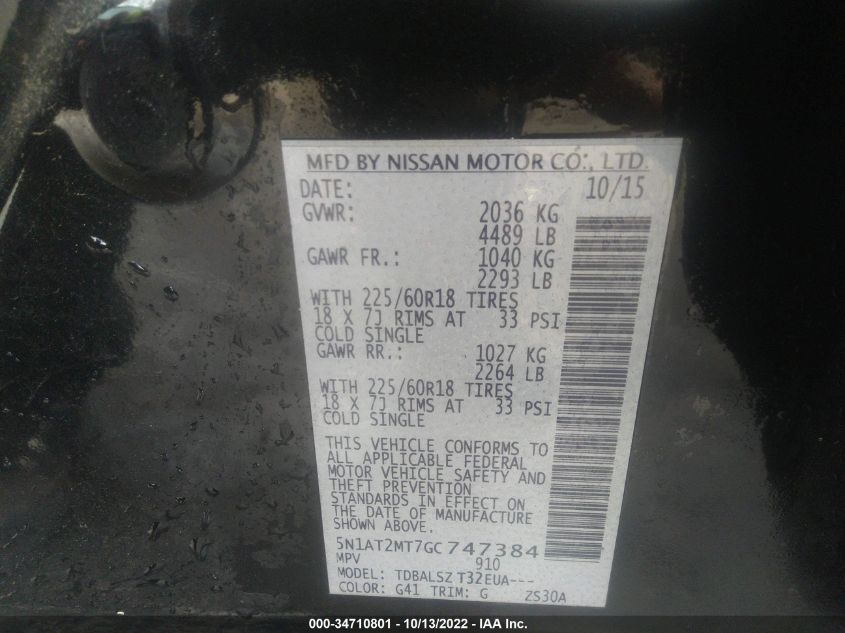 MFD BY NISSAN MOTOR CO., LTD.
DATE: 10/15
GVWR: 2036 KG
4489 LB
GAWR FR.: 1040 KG
2293 LB
WITH 225/60R18 TIRES
18 X 7J RIMS AT 33 PSI
COLD SINGLE
GAWR RR.: 1027 KG
2264 LB
WITH 225/60R18 TIRES
18 X 7J RIMS AT 33 PSI
COLD SINGLE
THIS VEHICLE CONFORMS TO
ALL APPLICABLE FEDERAL
MOTOR VEHICLE SAFETY AND
THEFT PREVENTION
STANDARDS IN EFFECT ON
THE DATE OF MANUFACTURE
SHOWN ABOVE.
5N1AT2MT7GC747384
MPV 910
MODEL: TDBALSZ T32EUA---
COLOR: G41 TRIM: G ZS30A
000-34710801 - 10/13/2022 - IAA Inc.